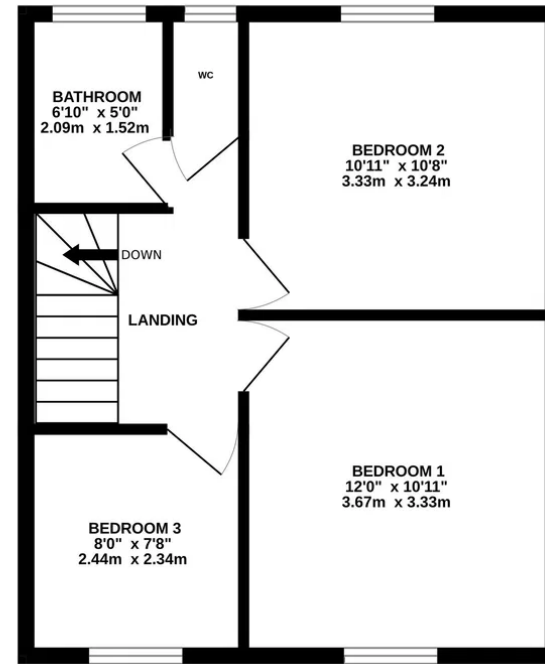 BATHROOM
6'10" x 5'0"
2.09m x 1.52m
WC
BEDROOM 2
10'11" x 10'8"
3.33m x 3.24m
DOWN
LANDING
BEDROOM 1
12'0" x 10'11"
3.67m x 3.33m
BEDROOM 3
8'0" x 7'8"
2.44m x 2.34m